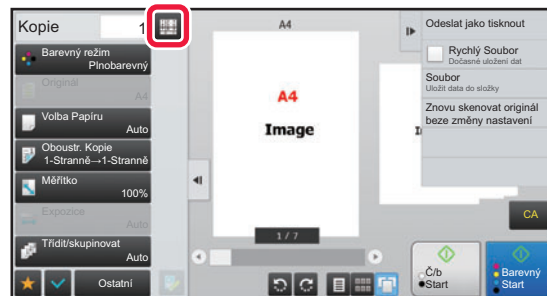 Kopie 1
Barevný režim
Plnobarevný
Originál
A4
Volba Papíru
Auto
Oboustr. Kopie
1-Stranně→1-Stranně
Měřítko
100%
Expozice
Auto
Třídit/skupinovat
Auto
Ostatní
A4
A4
Image
I
1 / 7
Odeslat jako tisknout
Rychlý Soubor
Dočasné uložení dat
Soubor
Uložit data do složky
Znovu skenovat originál
beze změny nastavení
CA
Č/b
Start
Barevný
Start